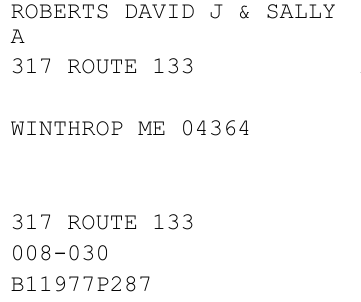 ROBERTS DAVID J & SALLY
A
317 ROUTE 133
WINTHROP ME 04364
317 ROUTE 133
008-030
B11977P287